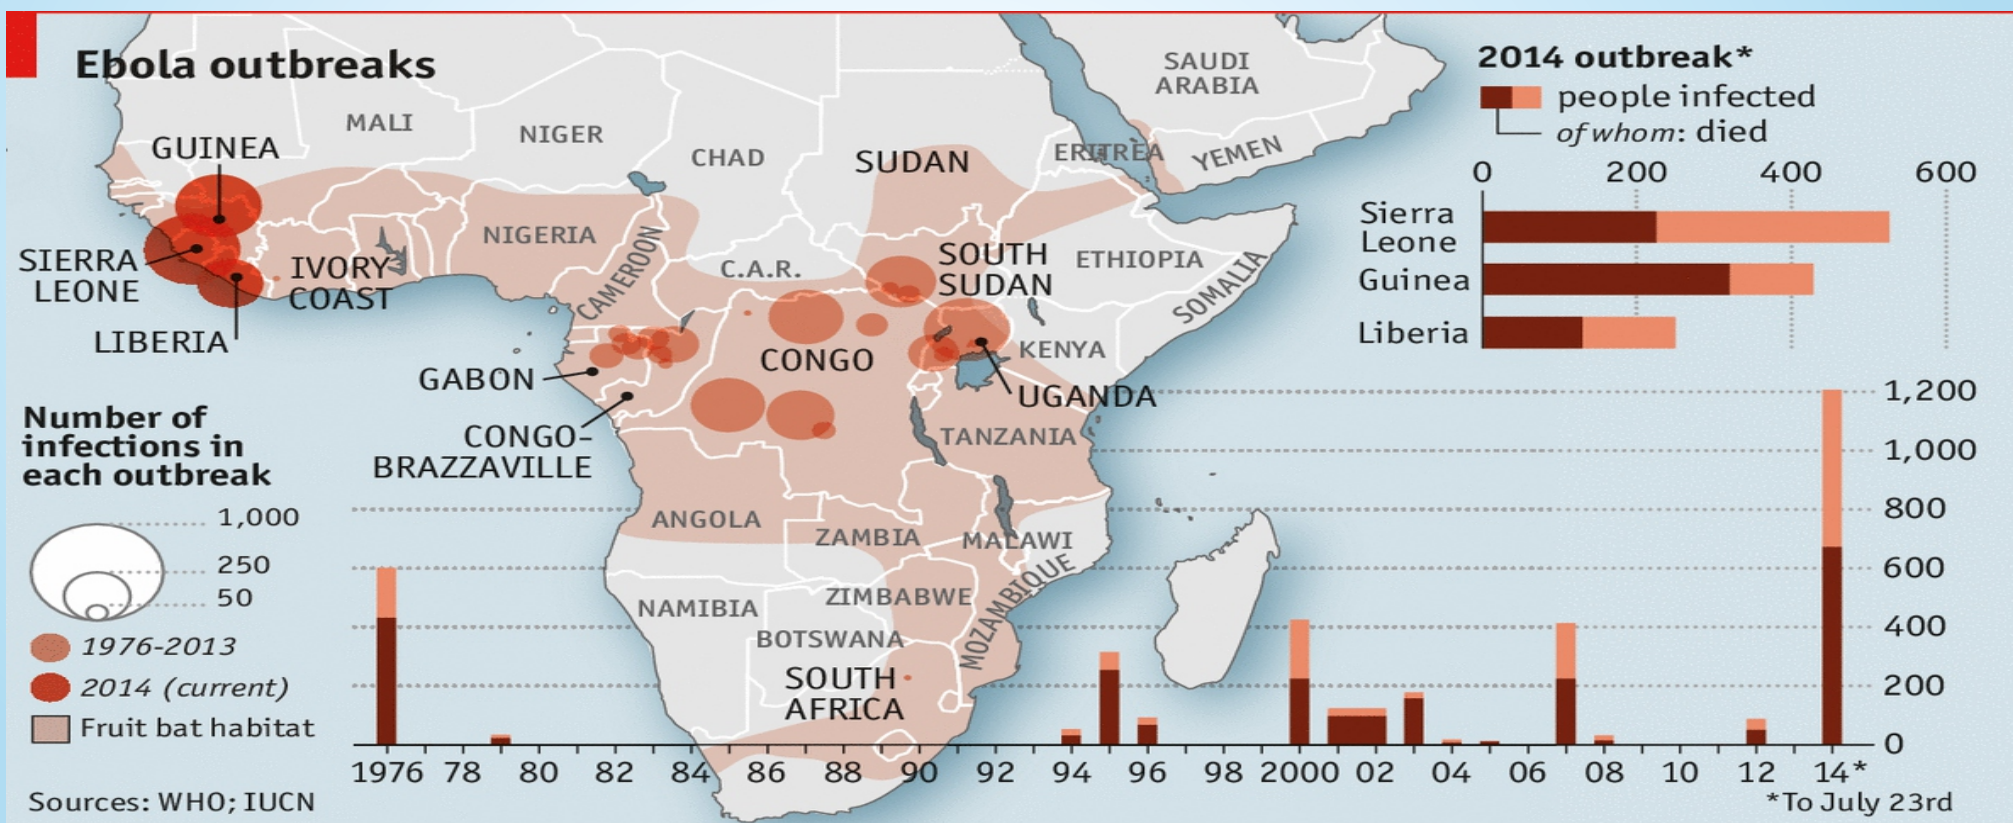 Ebola outbreaks
GUINEA
MALI
NIGER
CHAD
SUDAN
ERITREA
YEMEN
SAUDI
ARABIA
SIERRA
LEONE
LIBERIA
IVORY
COAST
NIGERIA
CAMEROON
C.A.R.
SOUTH
SUDAN
ETHIOPIA
SOMALIA
GABON
CONGO-
BRAZZAVILLE
CONGO
KENYA
UGANDA
TANZANIA
ANGOLA
ZAMBIA
MALAWI
MOZAMBIQUE
NAMIBIA
ZIMBABWE
BOTSWANA
SOUTH
AFRICA
Number of
infections in
each outbreak
1,000
250
50
1976-2013
2014 (current)
Fruit bat habitat
Sources: WHO; IUCN
2014 outbreak*
people infected
of whom: died
0 200 400 600
Sierra
Leone
Guinea
Liberia
1,200
1,000
800
600
400
200
0
1976 78 80 82 84 86 88 90 92 94 96 98 2000 02 04 06 08 10 12 14*
*To July 23rd